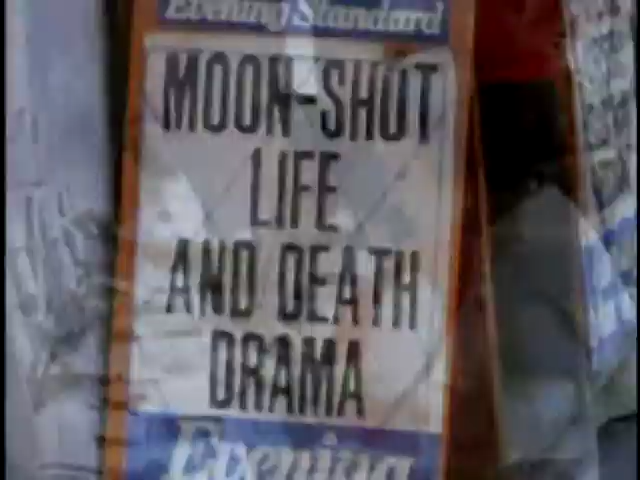 Evening Standard
MOON-SHOT
LIFE
AND DEATH
DRAMA
Evening